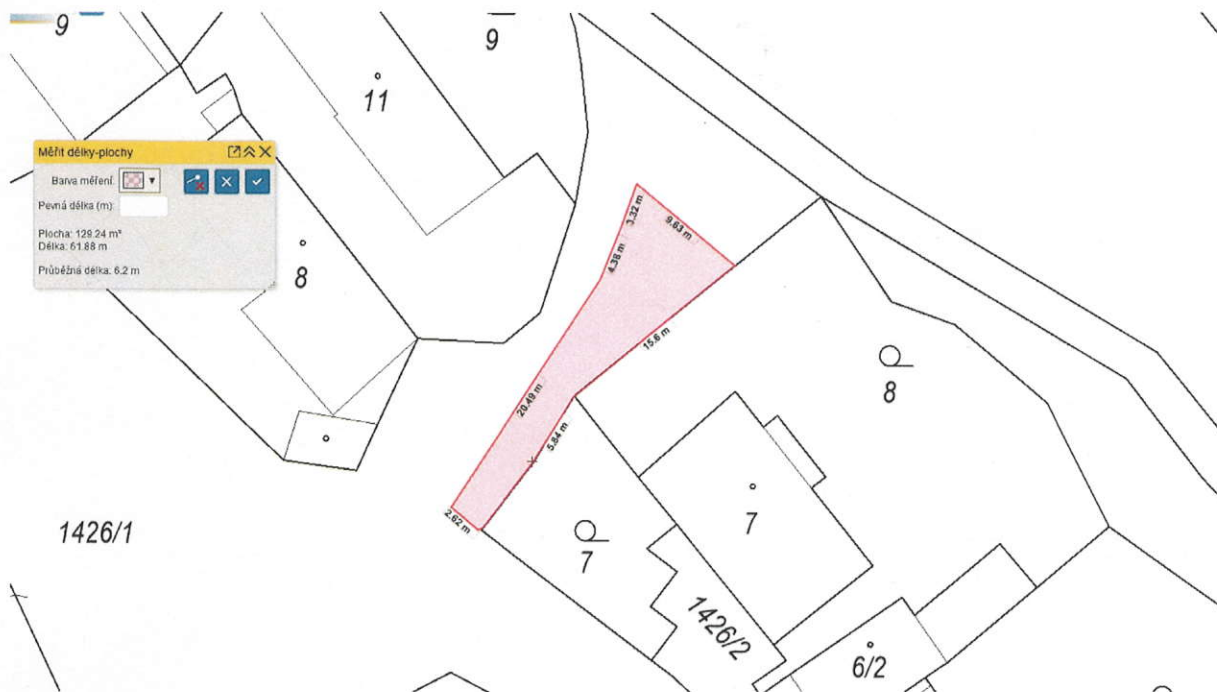 9
9
11
Měřit délky-plochy
Barva měření:
Pevná délka (m):
Plocha: 129.24 m²
Délka: 61.88 m
Průběžná délka: 6.2 m
8
3.32 m
9.63 m
4.38 m
15.6 m
20.49 m
5.84 m
2.62 m
8
1426/1
7
7
1426/2
6/2